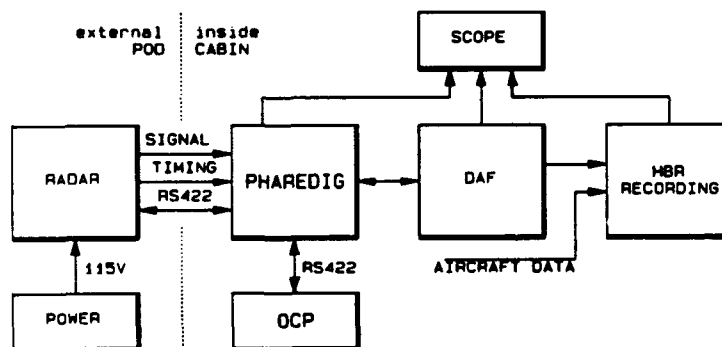 external inside
POD CABIN
SCOPE
SIGNAL
TIMING
RS422
RADAR
PHAREDIG
DAF
HBR
RECORDING
115V
RS422
AIRCRAFT DATA
POWER
OCP